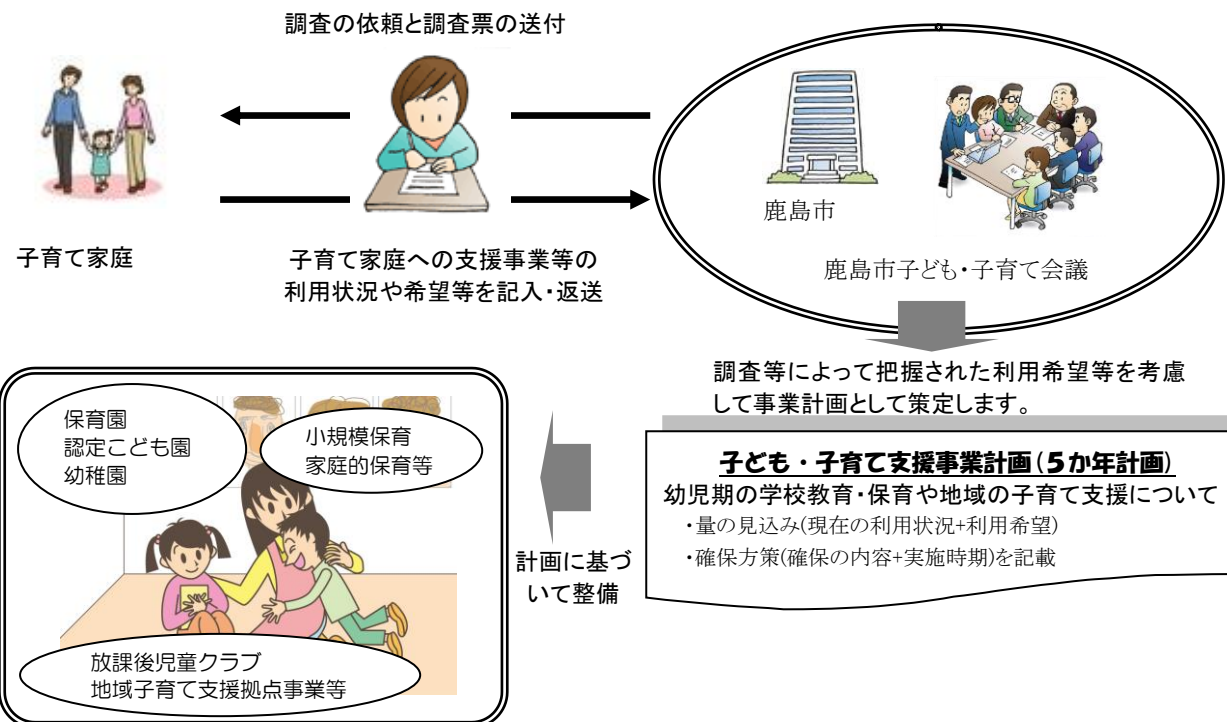 調査の依頼と調査票の送付
子育て家庭
子育て家庭への支援事業等の
利用状況や希望等を記入・返送
鹿島市
鹿島市子ども・子育て会議
調査等によって把握された利用希望等を考慮
して事業計画として策定します。
子ども・子育て支援事業計画(5か年計画)
幼児期の学校教育・保育や地域の子育て支援について
・量の見込み(現在の利用状況+利用希望)
・確保方策(確保の内容+実施時期)を記載
計画に基づ
いて整備
保育園
認定こども園
幼稚園
小規模保育
家庭的保育等
放課後児童クラブ
地域子育て支援拠点事業等